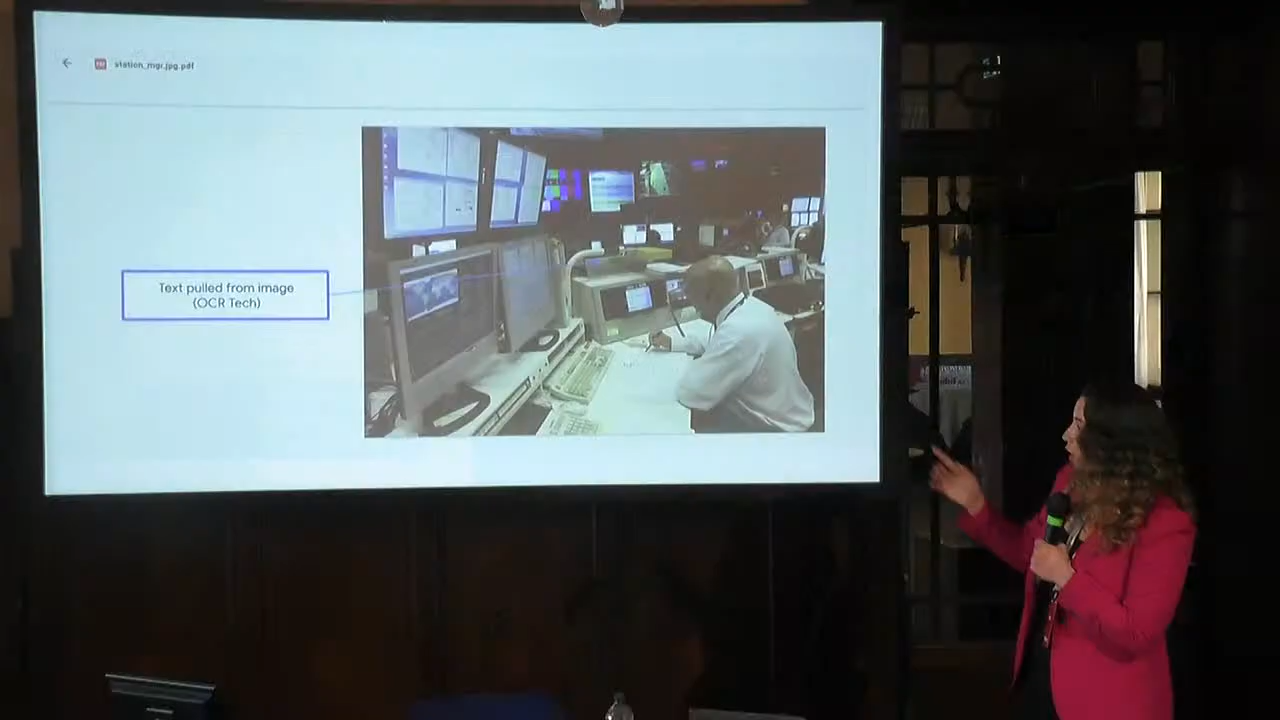 station_mgr.jpg.pdf
Text pulled from image
(OCR Tech)